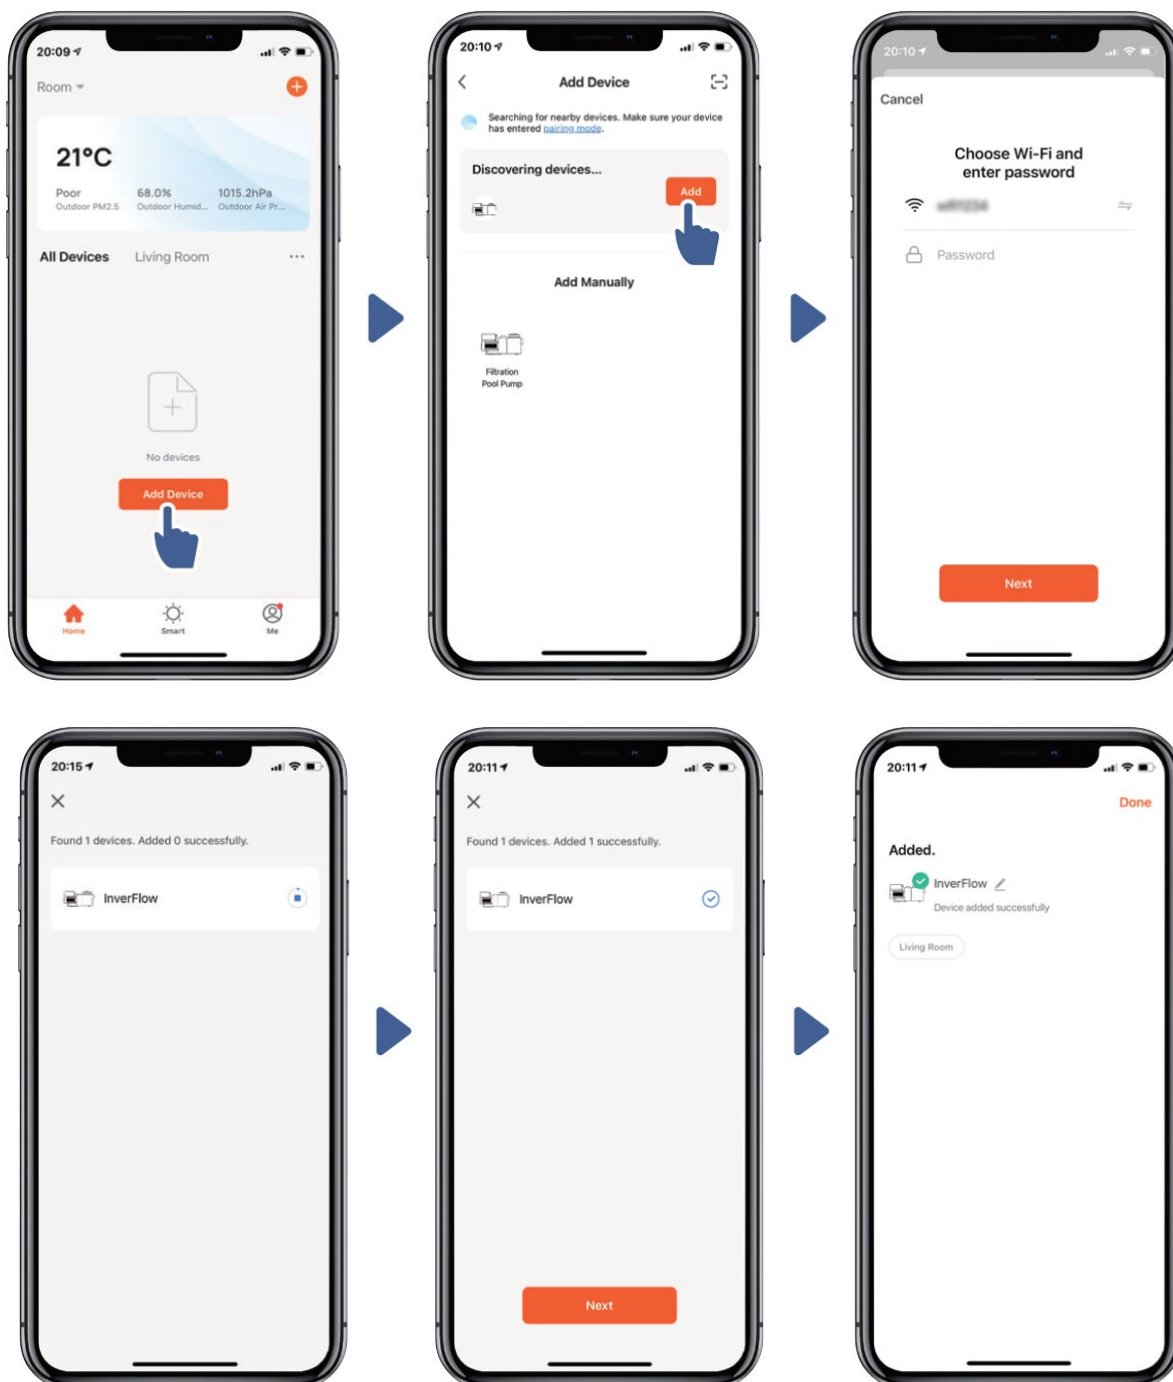 20:09
Room
21°C
Poor 68.0% 1015.2hPa
Outdoor PM2.5 Outdoor Humid... Outdoor Air Pr...
All Devices Living Room ...
No devices
Add Device
Home Smart Me
20:10
Add Device
Searching for nearby devices. Make sure your device
has entered pairing mode.
Discovering devices...
Add
Add Manually
Filtration
Pool Pump
20:10
Cancel
Choose Wi-Fi and
enter password
Password
Next
20:15
Found 1 devices. Added 0 successfully.
InverFlow
20:11
Found 1 devices. Added 1 successfully.
InverFlow
Next
20:11
Done
Added.
InverFlow
Device added successfully
Living Room